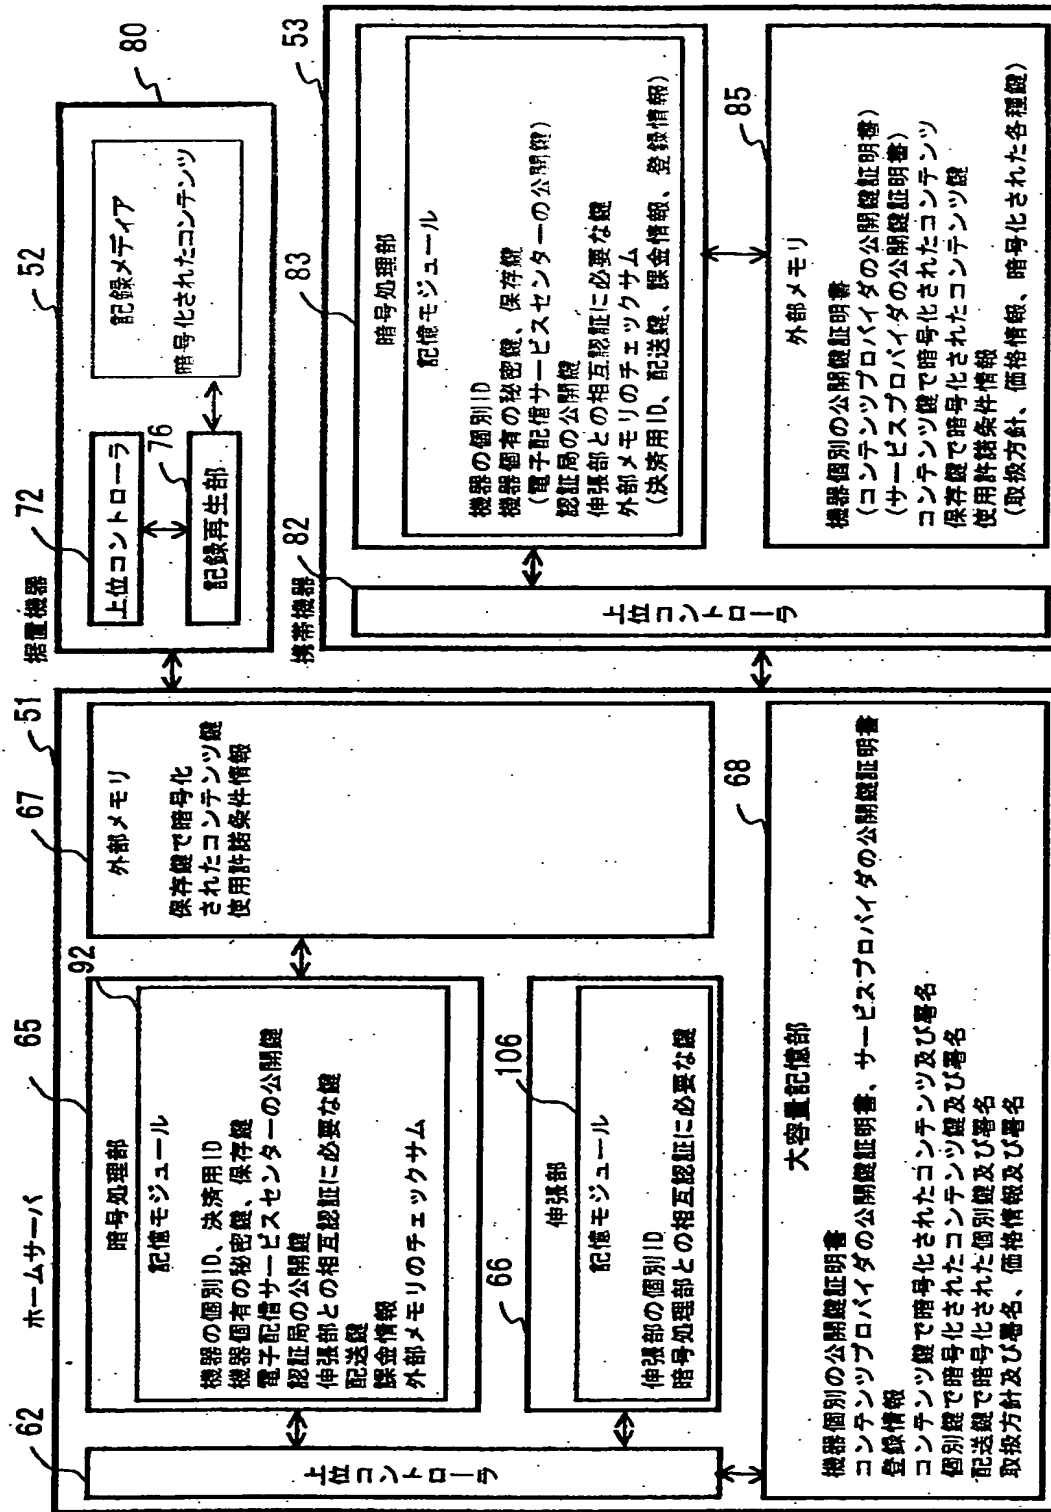 ホームサーバ
51
62
上位コントローラ
65
暗号処理部
92
記憶モジュール
機器の個別ID、決済用ID
機器個有の秘密鍵、保存鍵
電子配信サービスセンターの公開鍵
認証局の公開鍵
伸張部との相互認証に必要な鍵
配送鍵
課金情報
外部メモリのチェックサム
67
外部メモリ
保存鍵で暗号化
されたコンテンツ鍵
使用許諾条件情報
66
伸張部
106
記憶モジュール
伸張部の個別ID
暗号処理部との相互認証に必要な鍵
68
大容量記憶部
機器個別の公開鍵証明書
コンテンツプロバイダの公開鍵証明書、サービスプロバイダの公開鍵証明書
登録情報
コンテンツ鍵で暗号化されたコンテンツ及び署名
個別鍵で暗号化されたコンテンツ鍵及び署名
配送鍵で暗号化された個別鍵及び署名
取扱方針及び署名、価格情報及び署名
据置機器
52
72
上位コントローラ
76
記録再生部
80
記録メディア
暗号化されたコンテンツ
携帯機器
53
82
上位コントローラ
83
暗号処理部
記憶モジュール
機器の個別ID
機器個有の秘密鍵、保存鍵
(電子配信サービスセンターの公開鍵)
認証局の公開鍵
伸張部との相互認証に必要な鍵
外部メモリのチェックサム
(決済用ID、配送鍵、課金情報、登録情報)
85
外部メモリ
機器個別の公開鍵証明書
(コンテンツプロバイダの公開鍵証明書)
(サービスプロバイダの公開鍵証明書)
コンテンツ鍵で暗号化されたコンテンツ
保存鍵で暗号化されたコンテンツ鍵
使用許諾条件情報
(取扱方針、価格情報、暗号化された各種鍵)